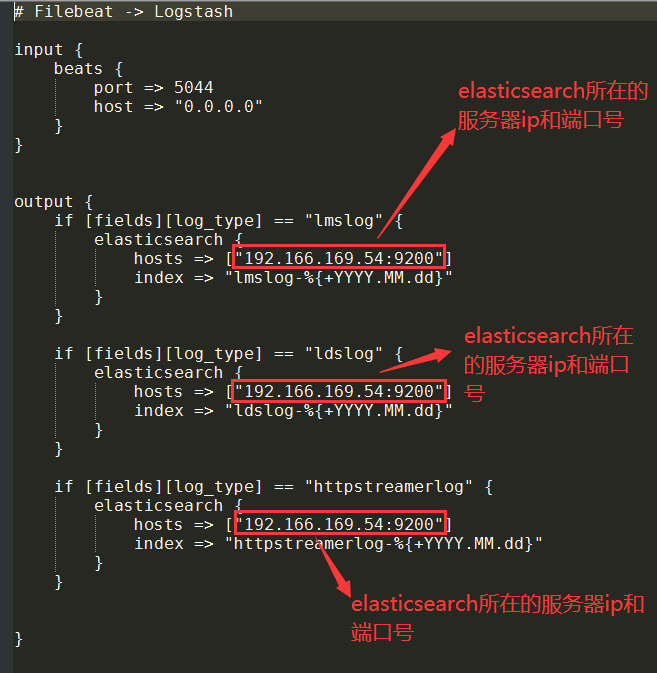 # Filebeat -> Logstash
input {
beats {
port => 5044
host => "0.0.0.0"
}
}
elasticsearch所在的
服务器ip和端口号
output {
if [fields][log_type] == "lmslog" {
elasticsearch {
hosts => ["192.166.169.54:9200"]
index => "lmslog-%{+YYYY.MM.dd}"
}
}
elasticsearch所在
的服务器ip和端口
号
if [fields][log_type] == "ldslog" {
elasticsearch {
hosts => ["192.166.169.54:9200"]
index => "ldslog-%{+YYYY.MM.dd}"
}
}
if [fields][log_type] == "httpstreamerlog" {
elasticsearch {
hosts => ["192.166.169.54:9200"]
index => "httpstreamerlog-%{+YYYY.MM.dd}"
}
}
elasticsearch所在的服务器ip和
端口号
}